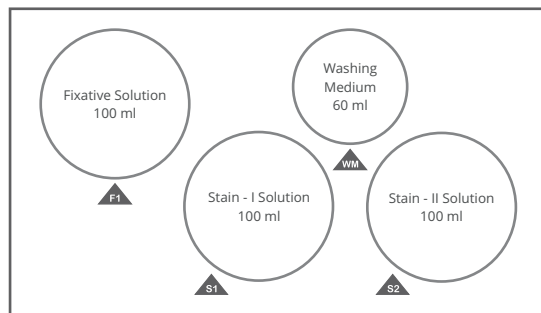 Fixative Solution
100 ml
F1
Washing
Medium
60 ml
WM
Stain - I Solution
100 ml
S1
Stain - II Solution
100 ml
S2